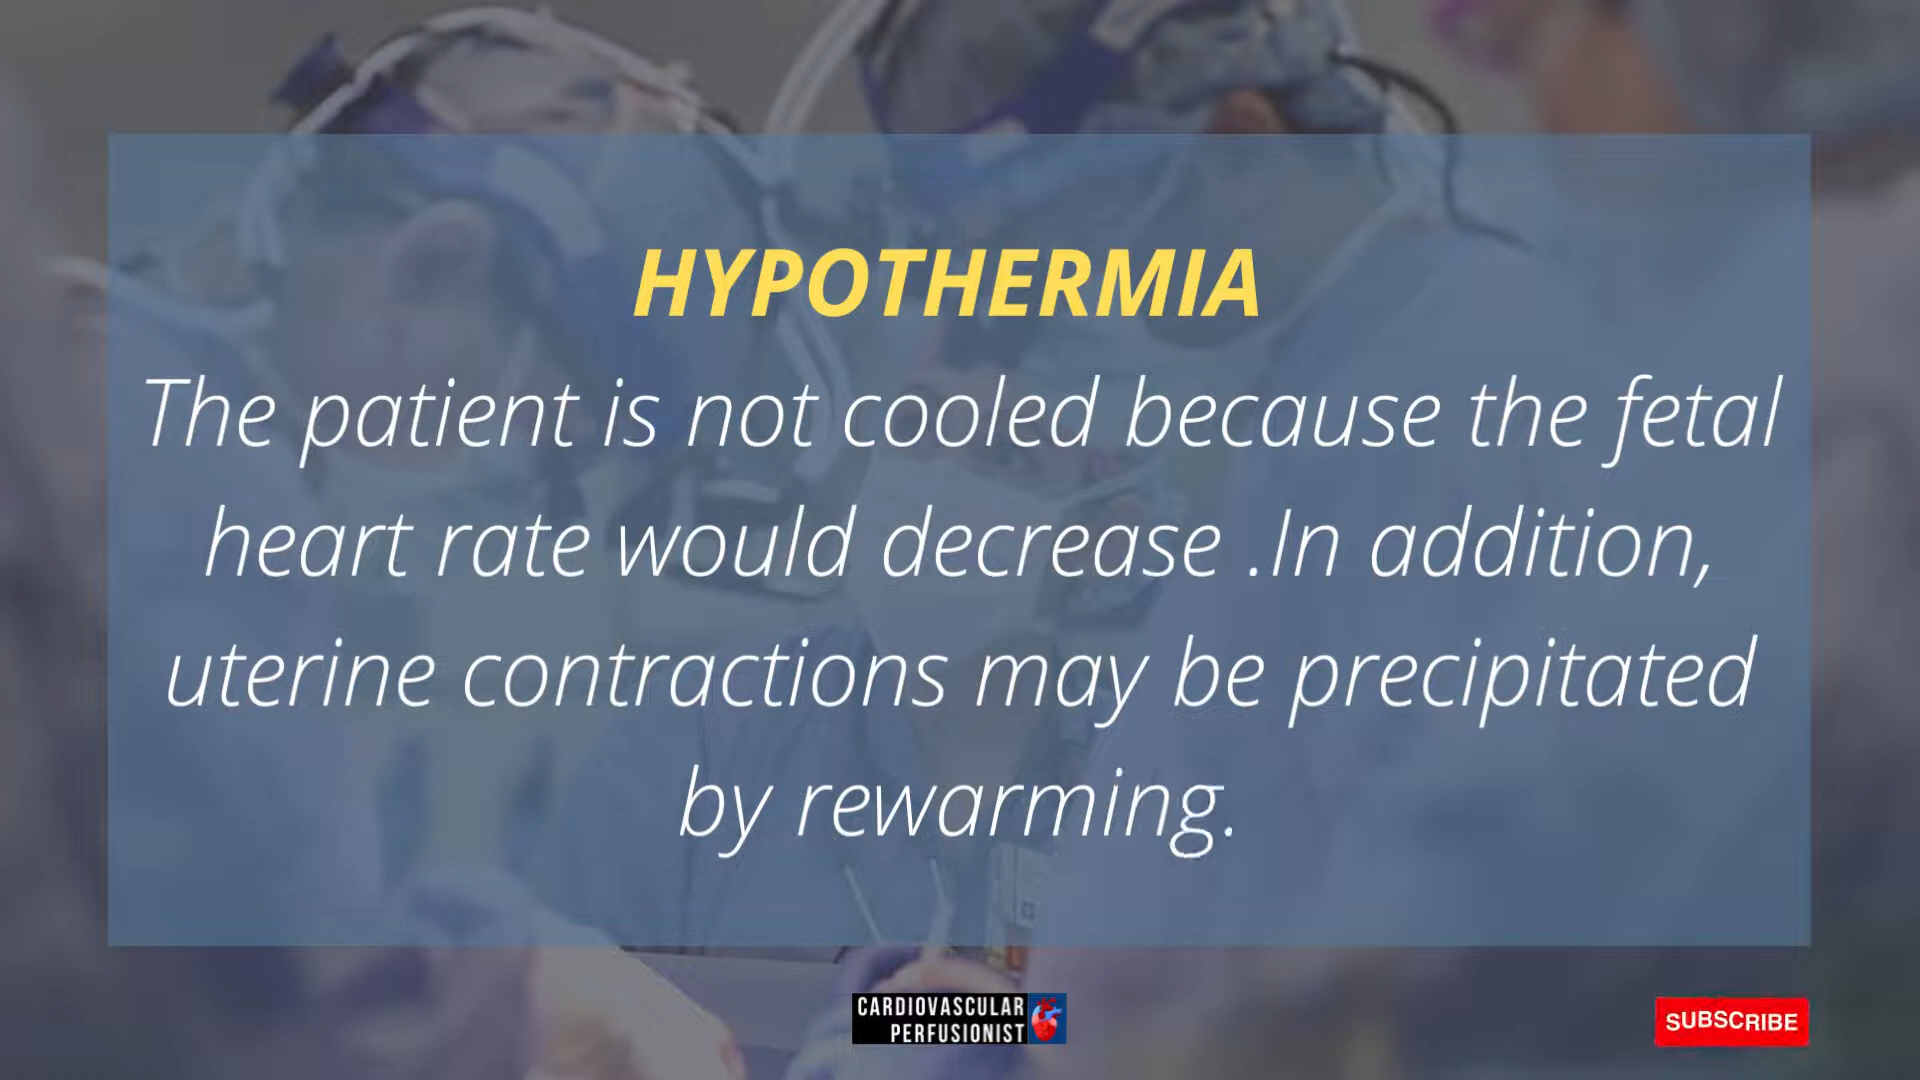 HYPOTHERMIA
The patient is not cooled because the fetal
heart rate would decrease .In addition,
uterine contractions may be precipitated
by rewarming.
CARDIOVASCULAR
PERFUSIONIST
SUBSCRIBE